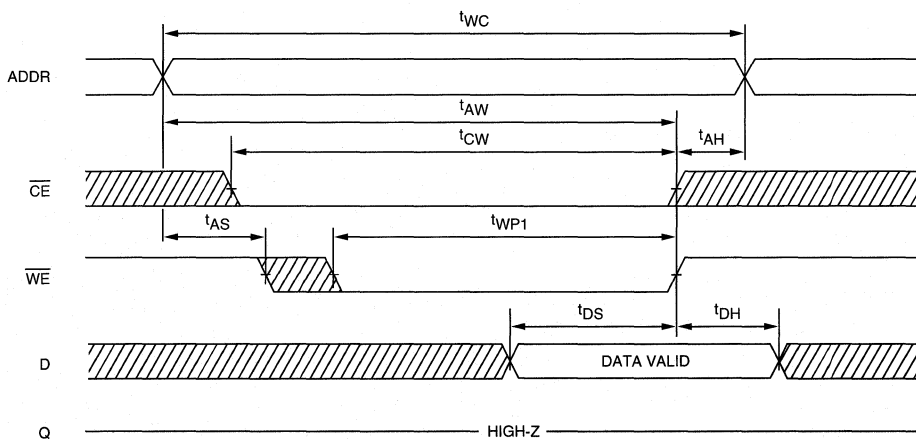 tWC
ADDR
tAW
tCW
tAH
CE
tAS
tWP1
WE
tDS
tDH
D
DATA VALID
Q
HIGH-Z